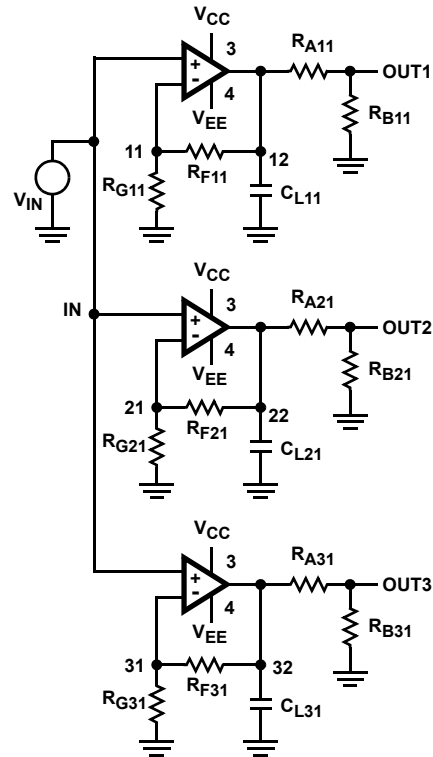 VCC
3
RA11
OUT1
+
-
4
VEE
RB11
11
12
RF11
RG11
CL11
VIN
VCC
3
RA21
IN
OUT2
+
-
4
VEE
RB21
21
22
RF21
RG21
CL21
VCC
3
RA31
OUT3
+
-
4
VEE
RB31
31
32
RF31
RG31
CL31